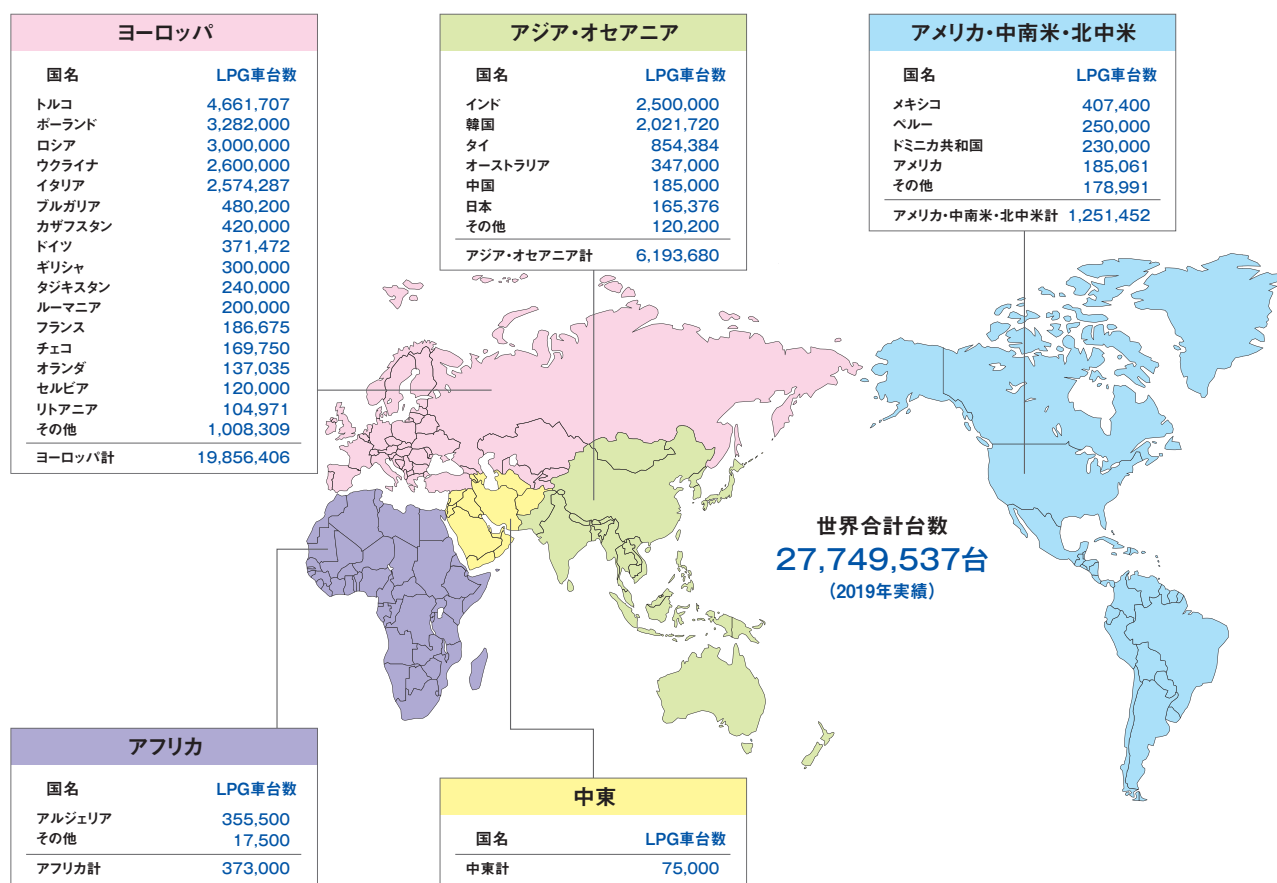 ヨーロッパ
国名 LPG車台数
トルコ 4,661,707
ポーランド 3,282,000
ロシア 3,000,000
ウクライナ 2,600,000
イタリア 2,574,287
ブルガリア 480,200
カザフスタン 420,000
ドイツ 371,472
ギリシャ 300,000
タジキスタン 240,000
ルーマニア 200,000
フランス 186,675
チェコ 169,750
オランダ 137,035
セルビア 120,000
リトアニア 104,971
その他 1,008,309
ヨーロッパ計 19,856,406
アジア・オセアニア
国名 LPG車台数
インド 2,500,000
韓国 2,021,720
タイ 854,384
オーストラリア 347,000
中国 185,000
日本 165,376
その他 120,200
アジア・オセアニア計 6,193,680
アメリカ・中南米・北中米
国名 LPG車台数
メキシコ 407,400
ペルー 250,000
ドミニカ共和国 230,000
アメリカ 185,061
その他 178,991
アメリカ・中南米・北中米計 1,251,452
世界合計台数
27,749,537台
（2019年実績）
アフリカ
国名 LPG車台数
アルジェリア 355,500
その他 17,500
アフリカ計 373,000
中東
国名 LPG車台数
中東計 75,000